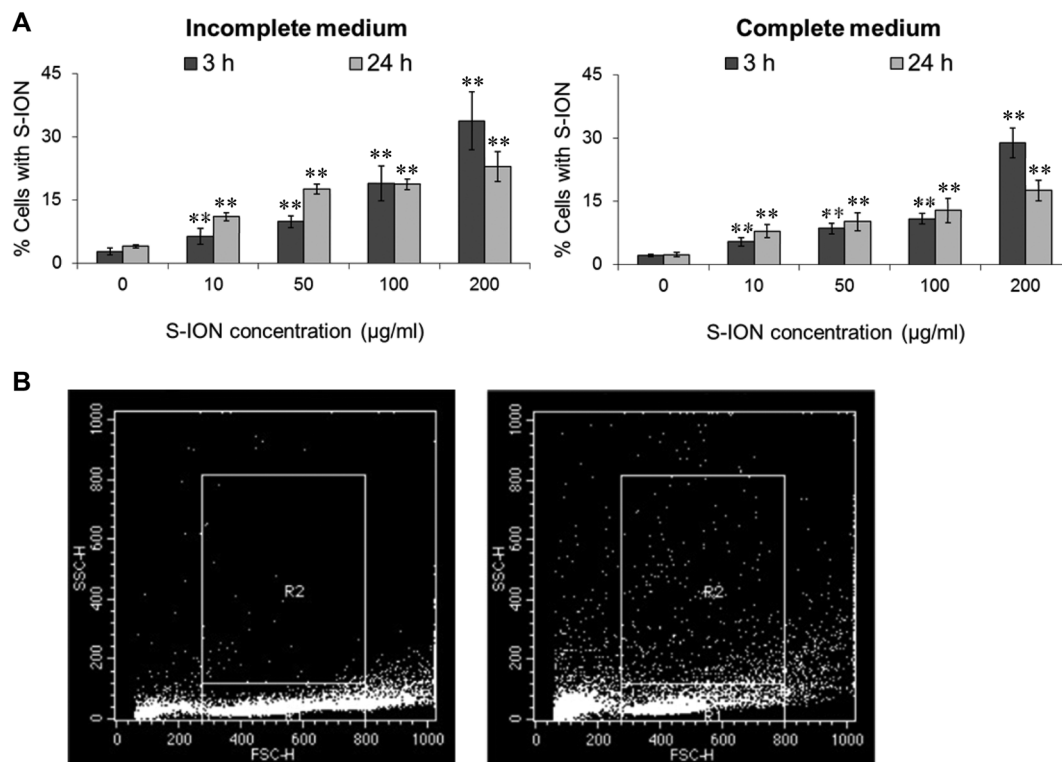 A
Incomplete medium
3 h 24 h
% Cells with S-ION
45
30
15
0
** ** ** ** ** ** ** **
0 10 50 100 200
S-ION concentration (µg/ml)
Complete medium
3 h 24 h
% Cells with S-ION
45
30
15
0
** ** ** ** ** ** ** **
0 10 50 100 200
S-ION concentration (µg/ml)
B
SSC-H
1000
800
600
400
200
0
R2
0 200 400 600 800 1000
FSC-H
SSC-H
1000
800
600
400
200
0
R2
R1
0 200 400 600 800 1000
FSC-H